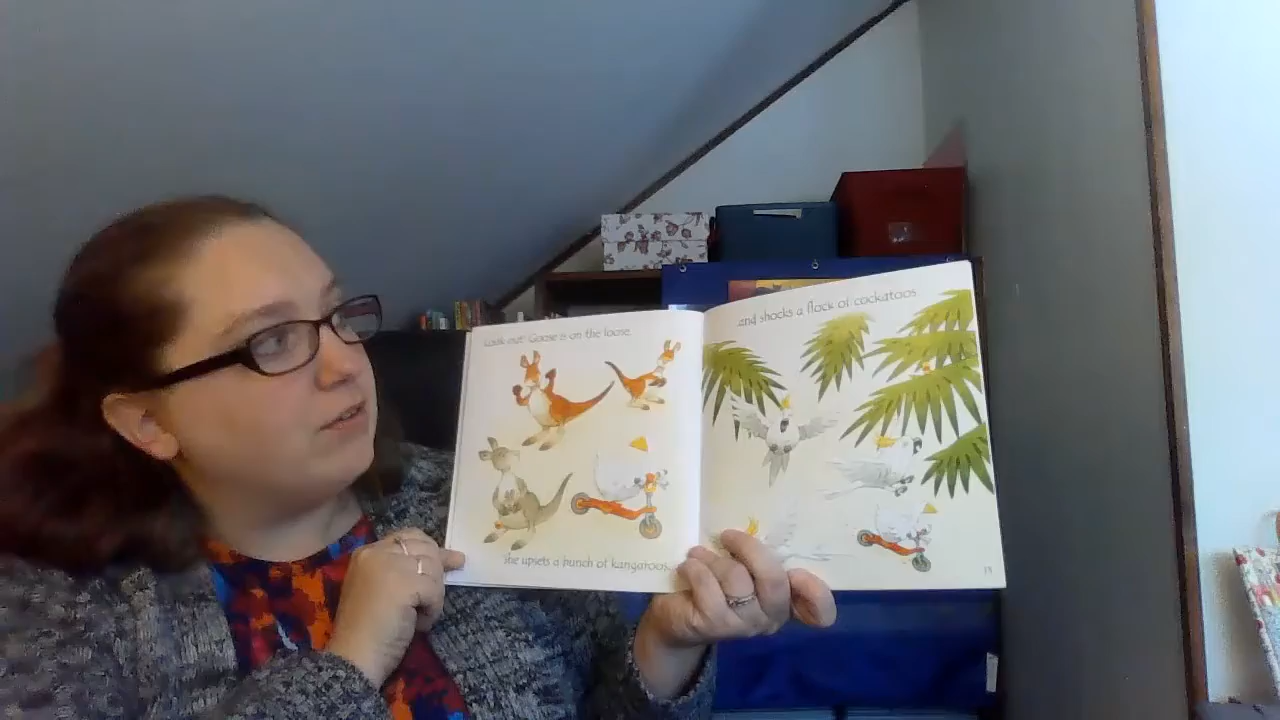 Look out! Goose is on the loose.
She upsets a bunch of kangaroos...
...and shocks a flock of cockatoos